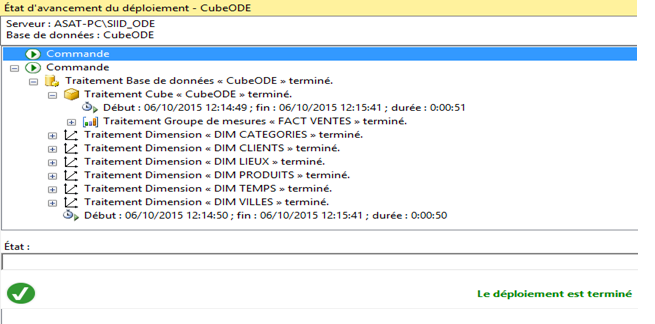 État d'avancement du déploiement - CubeODE
Serveur : ASAT-PC\SIID_ODE
Base de données : CubeODE
Commande
Commande
Traitement Base de données « CubeODE » terminé.
Traitement Cube « CubeODE » terminé.
Début : 06/10/2015 12:14:49 ; fin : 06/10/2015 12:15:41 ; durée : 0:00:51
Traitement Groupe de mesures « FACT VENTES » terminé.
Traitement Dimension « DIM CATEGORIES » terminé.
Traitement Dimension « DIM CLIENTS » terminé.
Traitement Dimension « DIM LIEUX » terminé.
Traitement Dimension « DIM PRODUITS » terminé.
Traitement Dimension « DIM TEMPS » terminé.
Traitement Dimension « DIM VILLES » terminé.
Début : 06/10/2015 12:14:50 ; fin : 06/10/2015 12:15:41 ; durée : 0:00:50
État :
Le déploiement est terminé